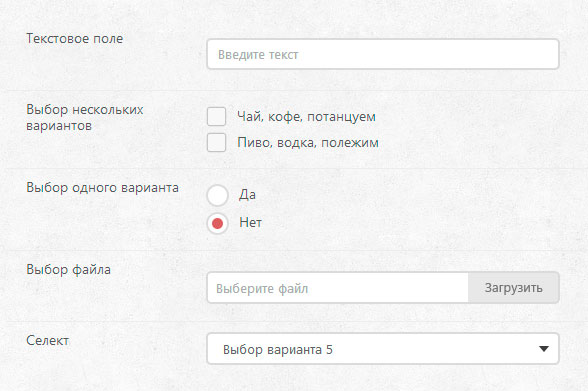 Текстовое поле
Введите текст
Выбор нескольких
вариантов
Чай, кофе, потанцуем
Пиво, водка, полежим
Выбор одного варианта
Да
Нет
Выбор файла
Выберите файл
Загрузить
Селект
Выбор варианта 5